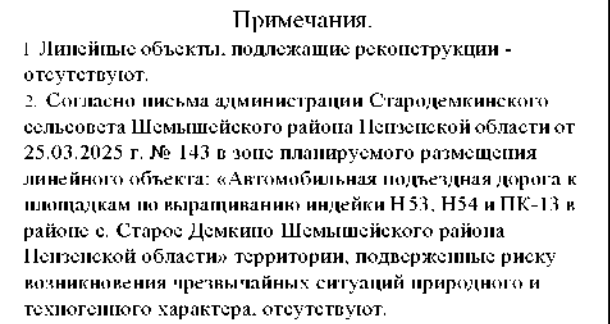 Примечания.
1 Линейные объекты, подлежащие реконструкции -
отсутствуют.
2. Согласно письма администрации Стародемкинского
сельсовета Шемышейского района Пензенской области от
25.03.2025 г. № 143 в зоне планируемого размещения
линейного объекта: «Автомобильная подъездная дорога к
площадкам по выращиванию индейки Н53, Н54 и ПК-13 в
районе с. Старое Демкино Шемышейского района
Пензенской области» территории, подверженные риску
возникновения чрезвычайных ситуаций природного и
техногенного характера, отсутствуют.